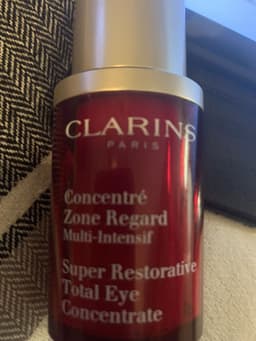 CLARINS
PARIS
Concentré
Zone Regard
Multi-Intensif
Super Restorative
Total Eye
Concentrate